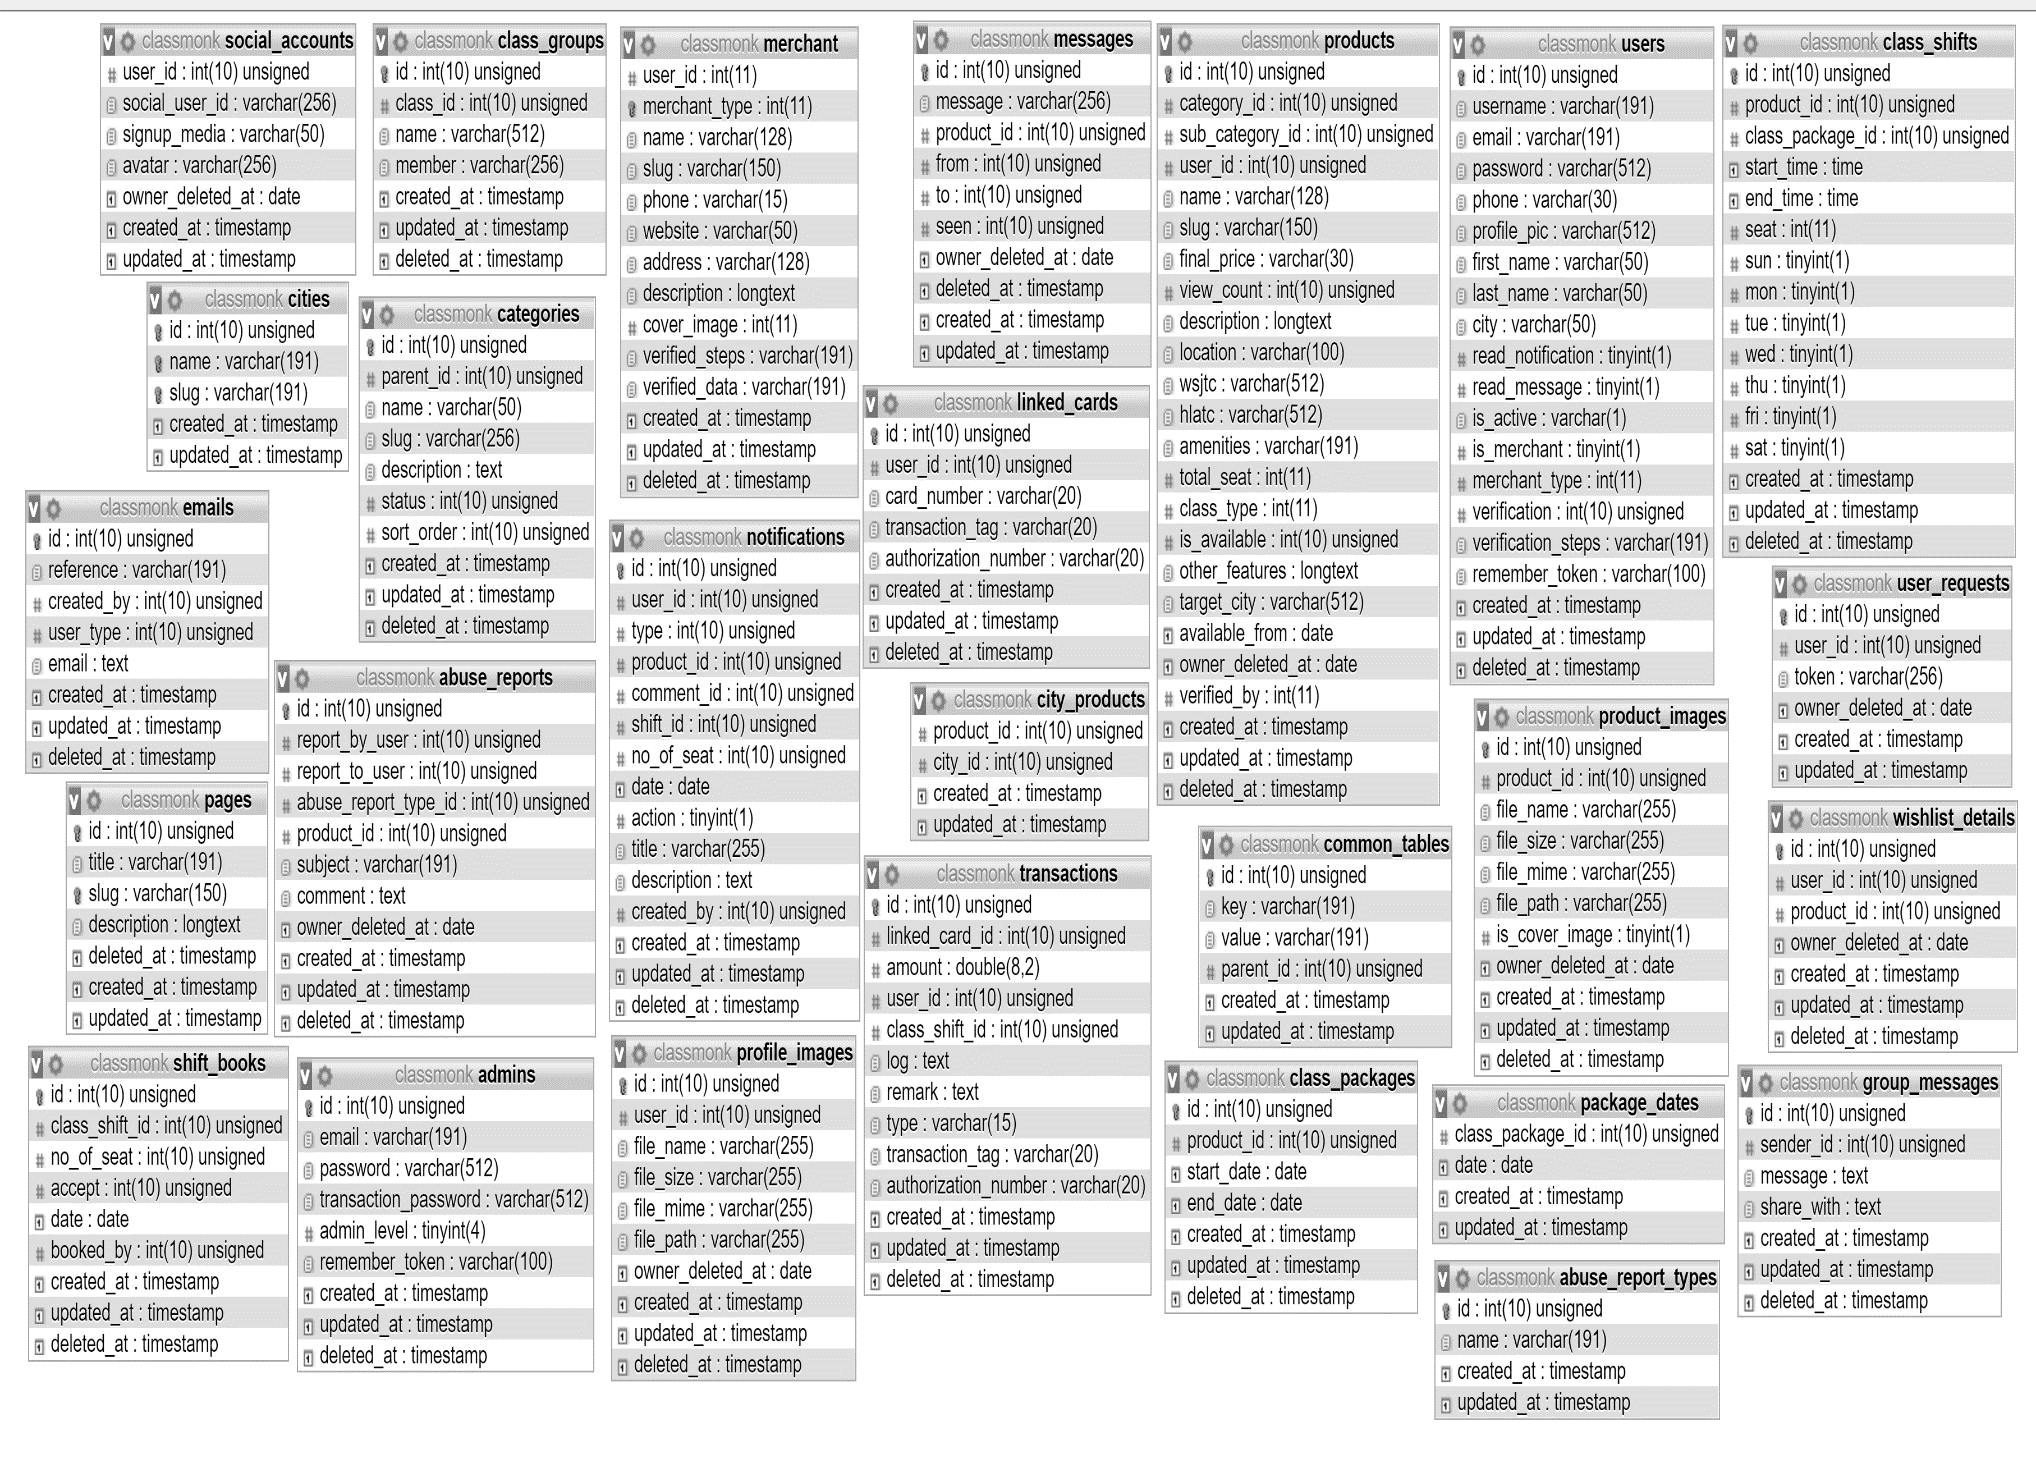 classmonk social_accounts
user_id : int(10) unsigned
social_user_id : varchar(256)
signup_media : varchar(50)
avatar : varchar(256)
owner_deleted_at : date
created_at : timestamp
updated_at : timestamp
classmonk class_groups
id : int(10) unsigned
class_id : int(10) unsigned
name : varchar(512)
member : varchar(256)
created_at : timestamp
updated_at : timestamp
deleted_at : timestamp
classmonk merchant
user_id : int(11)
merchant_type : int(11)
name : varchar(128)
slug : varchar(150)
phone : varchar(15)
website : varchar(50)
address : varchar(128)
description : longtext
cover_image : int(11)
verified_steps : varchar(191)
verified_data : varchar(191)
created_at : timestamp
updated_at : timestamp
deleted_at : timestamp
classmonk messages
id : int(10) unsigned
message : varchar(256)
product_id : int(10) unsigned
from : int(10) unsigned
to : int(10) unsigned
seen : int(10) unsigned
owner_deleted_at : date
deleted_at : timestamp
created_at : timestamp
updated_at : timestamp
classmonk products
id : int(10) unsigned
category_id : int(10) unsigned
sub_category_id : int(10) unsigned
user_id : int(10) unsigned
name : varchar(128)
slug : varchar(150)
final_price : varchar(30)
view_count : int(10) unsigned
description : longtext
location : varchar(100)
wsjtc : varchar(512)
hlatc : varchar(512)
amenities : varchar(191)
total_seat : int(11)
class_type : int(11)
is_available : int(10) unsigned
other_features : longtext
target_city : varchar(512)
available_from : date
owner_deleted_at : date
verified_by : int(11)
created_at : timestamp
updated_at : timestamp
deleted_at : timestamp
classmonk users
id : int(10) unsigned
username : varchar(191)
email : varchar(191)
password : varchar(512)
phone : varchar(30)
profile_pic : varchar(512)
first_name : varchar(50)
last_name : varchar(50)
city : varchar(50)
read_notification : tinyint(1)
read_message : tinyint(1)
is_active : varchar(1)
is_merchant : tinyint(1)
merchant_type : int(11)
verification : int(10) unsigned
verification_steps : varchar(191)
remember_token : varchar(100)
created_at : timestamp
updated_at : timestamp
deleted_at : timestamp
classmonk class_shifts
id : int(10) unsigned
product_id : int(10) unsigned
class_package_id : int(10) unsigned
start_time : time
end_time : time
seat : int(11)
sun : tinyint(1)
mon : tinyint(1)
tue : tinyint(1)
wed : tinyint(1)
thu : tinyint(1)
fri : tinyint(1)
sat : tinyint(1)
created_at : timestamp
updated_at : timestamp
deleted_at : timestamp
classmonk cities
id : int(10) unsigned
name : varchar(191)
slug : varchar(191)
created_at : timestamp
updated_at : timestamp
classmonk categories
id : int(10) unsigned
parent_id : int(10) unsigned
name : varchar(50)
slug : varchar(256)
description : text
status : int(10) unsigned
sort_order : int(10) unsigned
created_at : timestamp
updated_at : timestamp
deleted_at : timestamp
classmonk linked_cards
id : int(10) unsigned
user_id : int(10) unsigned
card_number : varchar(20)
transaction_tag : varchar(20)
authorization_number : varchar(20)
created_at : timestamp
updated_at : timestamp
deleted_at : timestamp
classmonk emails
id : int(10) unsigned
reference : varchar(191)
created_by : int(10) unsigned
user_type : int(10) unsigned
email : text
created_at : timestamp
updated_at : timestamp
deleted_at : timestamp
classmonk notifications
id : int(10) unsigned
user_id : int(10) unsigned
type : int(10) unsigned
product_id : int(10) unsigned
comment_id : int(10) unsigned
shift_id : int(10) unsigned
no_of_seat : int(10) unsigned
date : date
action : tinyint(1)
title : varchar(255)
description : text
created_by : int(10) unsigned
created_at : timestamp
updated_at : timestamp
deleted_at : timestamp
classmonk user_requests
id : int(10) unsigned
user_id : int(10) unsigned
token : varchar(256)
owner_deleted_at : date
created_at : timestamp
updated_at : timestamp
classmonk abuse_reports
id : int(10) unsigned
report_by_user : int(10) unsigned
report_to_user : int(10) unsigned
abuse_report_type_id : int(10) unsigned
product_id : int(10) unsigned
subject : varchar(191)
comment : text
owner_deleted_at : date
created_at : timestamp
updated_at : timestamp
deleted_at : timestamp
classmonk city_products
product_id : int(10) unsigned
city_id : int(10) unsigned
created_at : timestamp
updated_at : timestamp
classmonk product_images
id : int(10) unsigned
product_id : int(10) unsigned
file_name : varchar(255)
file_size : varchar(255)
file_mime : varchar(255)
file_path : varchar(255)
is_cover_image : tinyint(1)
owner_deleted_at : date
created_at : timestamp
updated_at : timestamp
deleted_at : timestamp
classmonk pages
id : int(10) unsigned
title : varchar(191)
slug : varchar(150)
description : longtext
deleted_at : timestamp
created_at : timestamp
updated_at : timestamp
classmonk transactions
id : int(10) unsigned
linked_card_id : int(10) unsigned
amount : double(8,2)
user_id : int(10) unsigned
class_shift_id : int(10) unsigned
log : text
remark : text
type : varchar(15)
transaction_tag : varchar(20)
authorization_number : varchar(20)
created_at : timestamp
updated_at : timestamp
deleted_at : timestamp
classmonk common_tables
id : int(10) unsigned
key : varchar(191)
value : varchar(191)
parent_id : int(10) unsigned
created_at : timestamp
updated_at : timestamp
classmonk wishlist_details
id : int(10) unsigned
user_id : int(10) unsigned
product_id : int(10) unsigned
owner_deleted_at : date
created_at : timestamp
updated_at : timestamp
deleted_at : timestamp
classmonk shift_books
id : int(10) unsigned
class_shift_id : int(10) unsigned
no_of_seat : int(10) unsigned
accept : int(10) unsigned
date : date
booked_by : int(10) unsigned
created_at : timestamp
updated_at : timestamp
deleted_at : timestamp
classmonk admins
id : int(10) unsigned
email : varchar(191)
password : varchar(512)
transaction_password : varchar(512)
admin_level : tinyint(4)
remember_token : varchar(100)
created_at : timestamp
updated_at : timestamp
deleted_at : timestamp
classmonk profile_images
id : int(10) unsigned
user_id : int(10) unsigned
file_name : varchar(255)
file_size : varchar(255)
file_mime : varchar(255)
file_path : varchar(255)
owner_deleted_at : date
created_at : timestamp
updated_at : timestamp
deleted_at : timestamp
classmonk class_packages
id : int(10) unsigned
product_id : int(10) unsigned
start_date : date
end_date : date
created_at : timestamp
updated_at : timestamp
deleted_at : timestamp
classmonk package_dates
class_package_id : int(10) unsigned
date : date
created_at : timestamp
updated_at : timestamp
classmonk group_messages
id : int(10) unsigned
sender_id : int(10) unsigned
message : text
share_with : text
created_at : timestamp
updated_at : timestamp
deleted_at : timestamp
classmonk abuse_report_types
id : int(10) unsigned
name : varchar(191)
created_at : timestamp
updated_at : timestamp